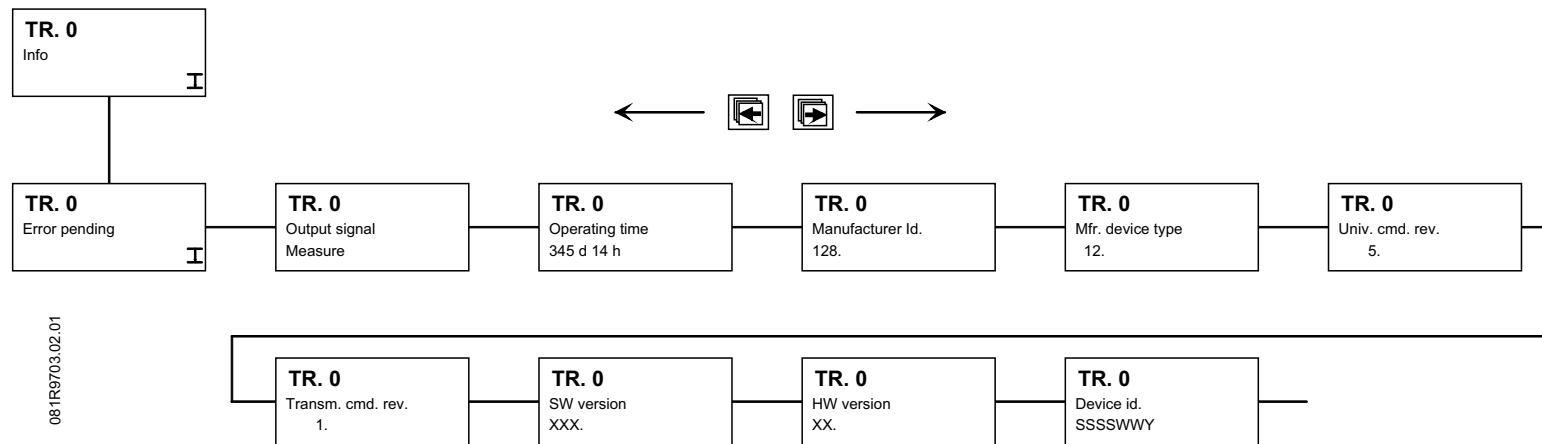 TR. 0
Info
TR. 0
Error pending
TR. 0
Output signal
Measure
TR. 0
Operating time
345 d 14 h
TR. 0
Manufacturer Id.
128.
TR. 0
Mfr. device type
12.
TR. 0
Univ. cmd. rev.
5.
081R9703.02.01
TR. 0
Transm. cmd. rev.
1.
TR. 0
SW version
XXX.
TR. 0
HW version
XX.
TR. 0
Device id.
SSSSWWY